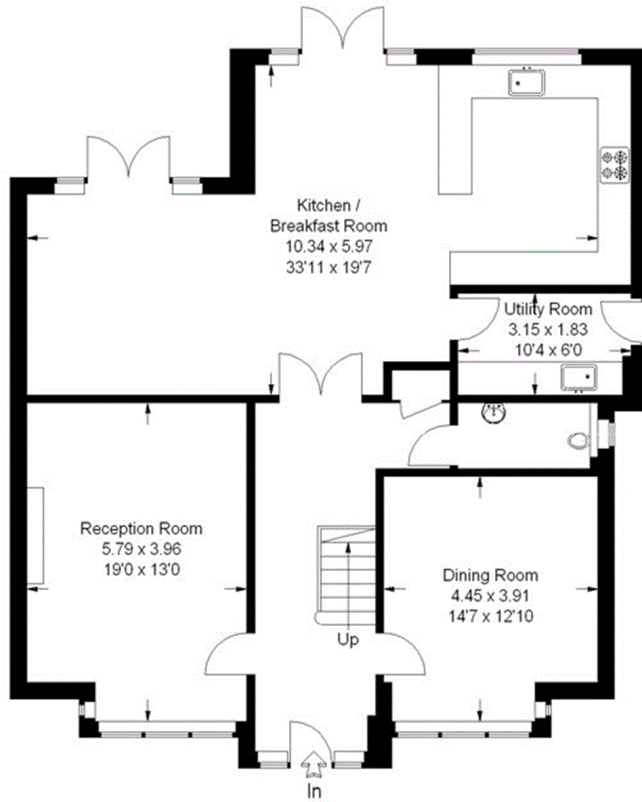 Kitchen /
Breakfast Room
10.34 x 5.97
33'11 x 19'7
Utility Room
3.15 x 1.83
10'4 x 6'0
Reception Room
5.79 x 3.96
19'0 x 13'0
Dining Room
4.45 x 3.91
14'7 x 12'10
Up
In